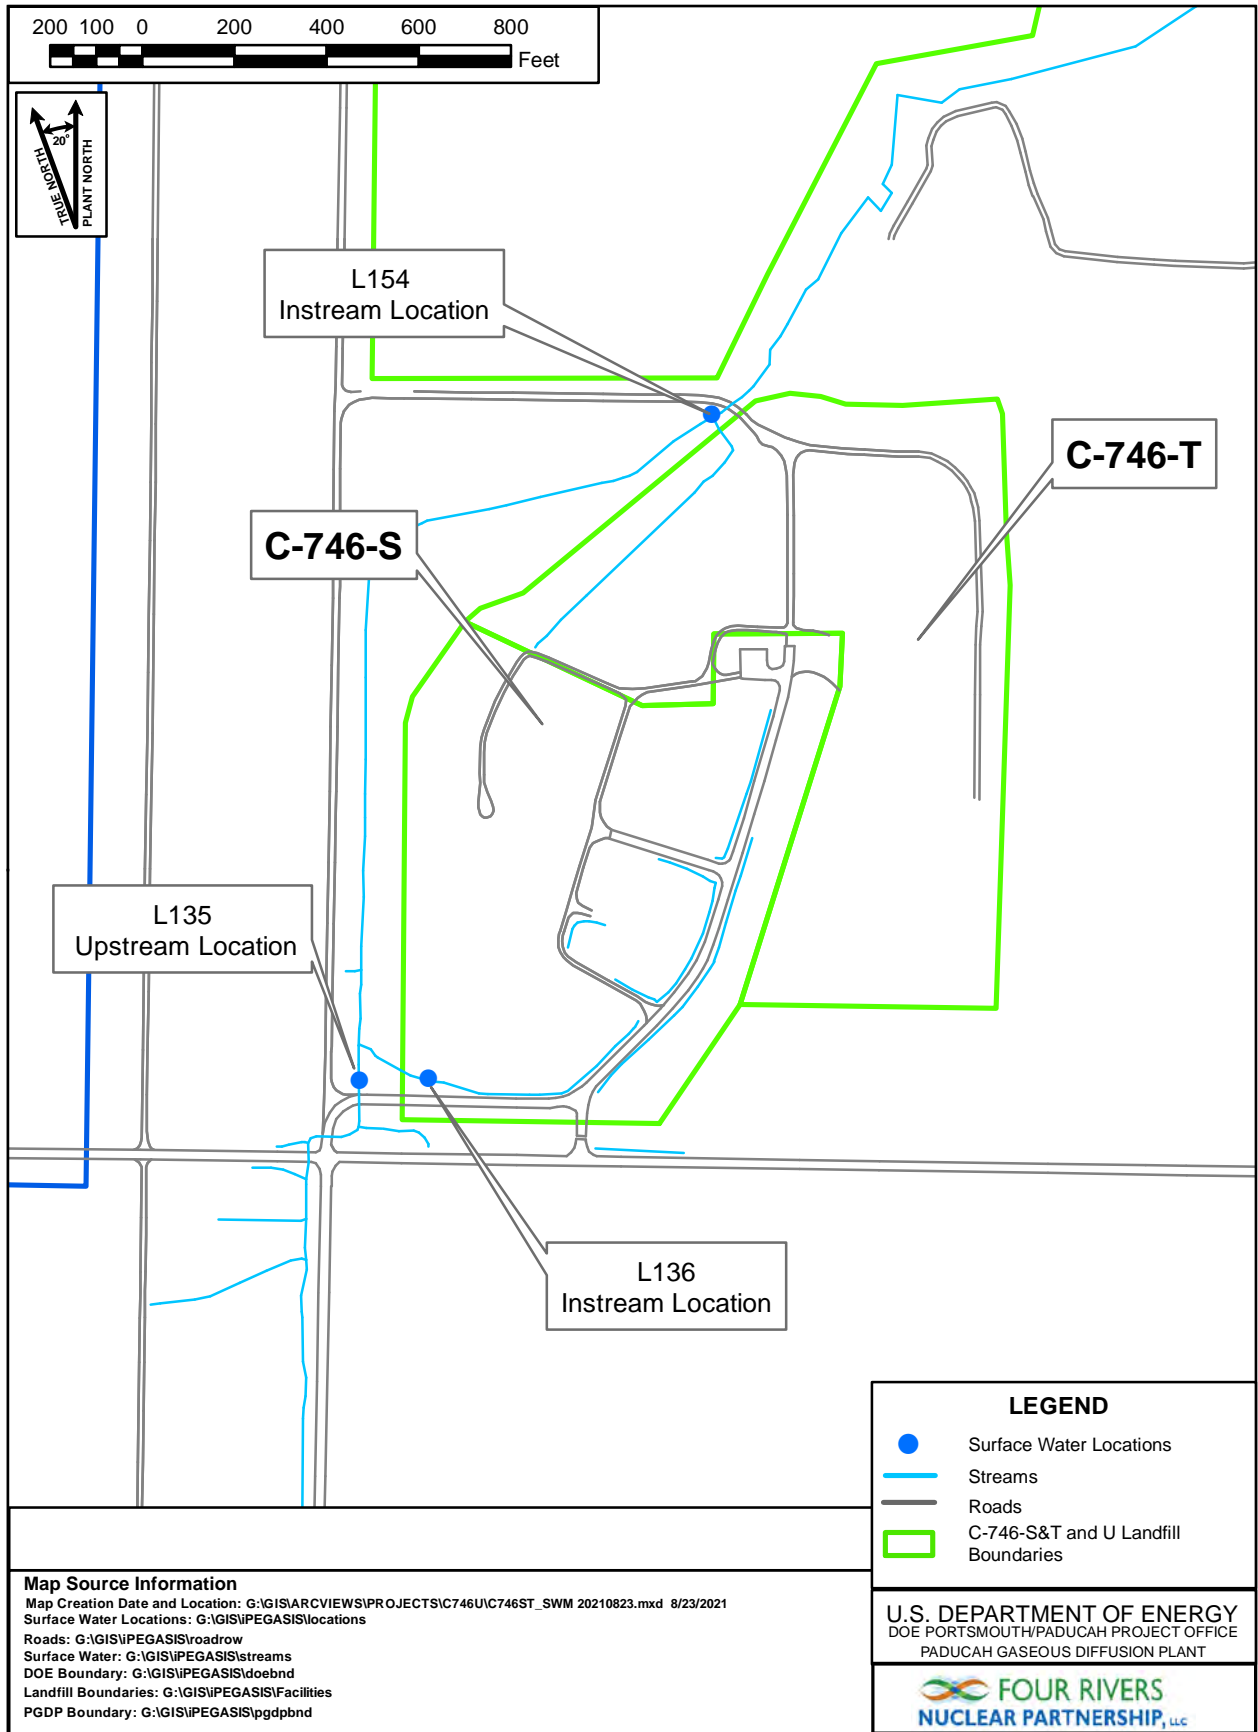 200 100 0 200 400 600 800
Feet
TRUE NORTH
20°
PLANT NORTH
L154
Instream Location
C-746-T
C-746-S
L135
Upstream Location
L136
Instream Location
LEGEND
Surface Water Locations
Streams
Roads
C-746-S&T and U Landfill
Boundaries
Map Source Information
Map Creation Date and Location: G:\GIS\ARCVIEWS\PROJECTS\C746U\C746ST_SWM 20210823.mxd 8/23/2021
Surface Water Locations: G:\GIS\iPEGASIS\locations
Roads: G:\GIS\iPEGASIS\roadrow
Surface Water: G:\GIS\iPEGASIS\streams
DOE Boundary: G:\GIS\iPEGASIS\doebnd
Landfill Boundaries: G:\GIS\iPEGASIS\Facilities
PGDP Boundary: G:\GIS\iPEGASIS\pgdpbnd
U.S. DEPARTMENT OF ENERGY
DOE PORTSMOUTH/PADUCAH PROJECT OFFICE
PADUCAH GASEOUS DIFFUSION PLANT
FOUR RIVERS
NUCLEAR PARTNERSHIP, LLC